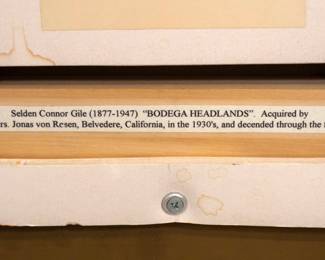 Selden Connor Gile (1877-1947) "BODEGA HEADLANDS". Acquired by
rs. Jonas von Rosen, Belvedere, California, in the 1930's, and decended through the